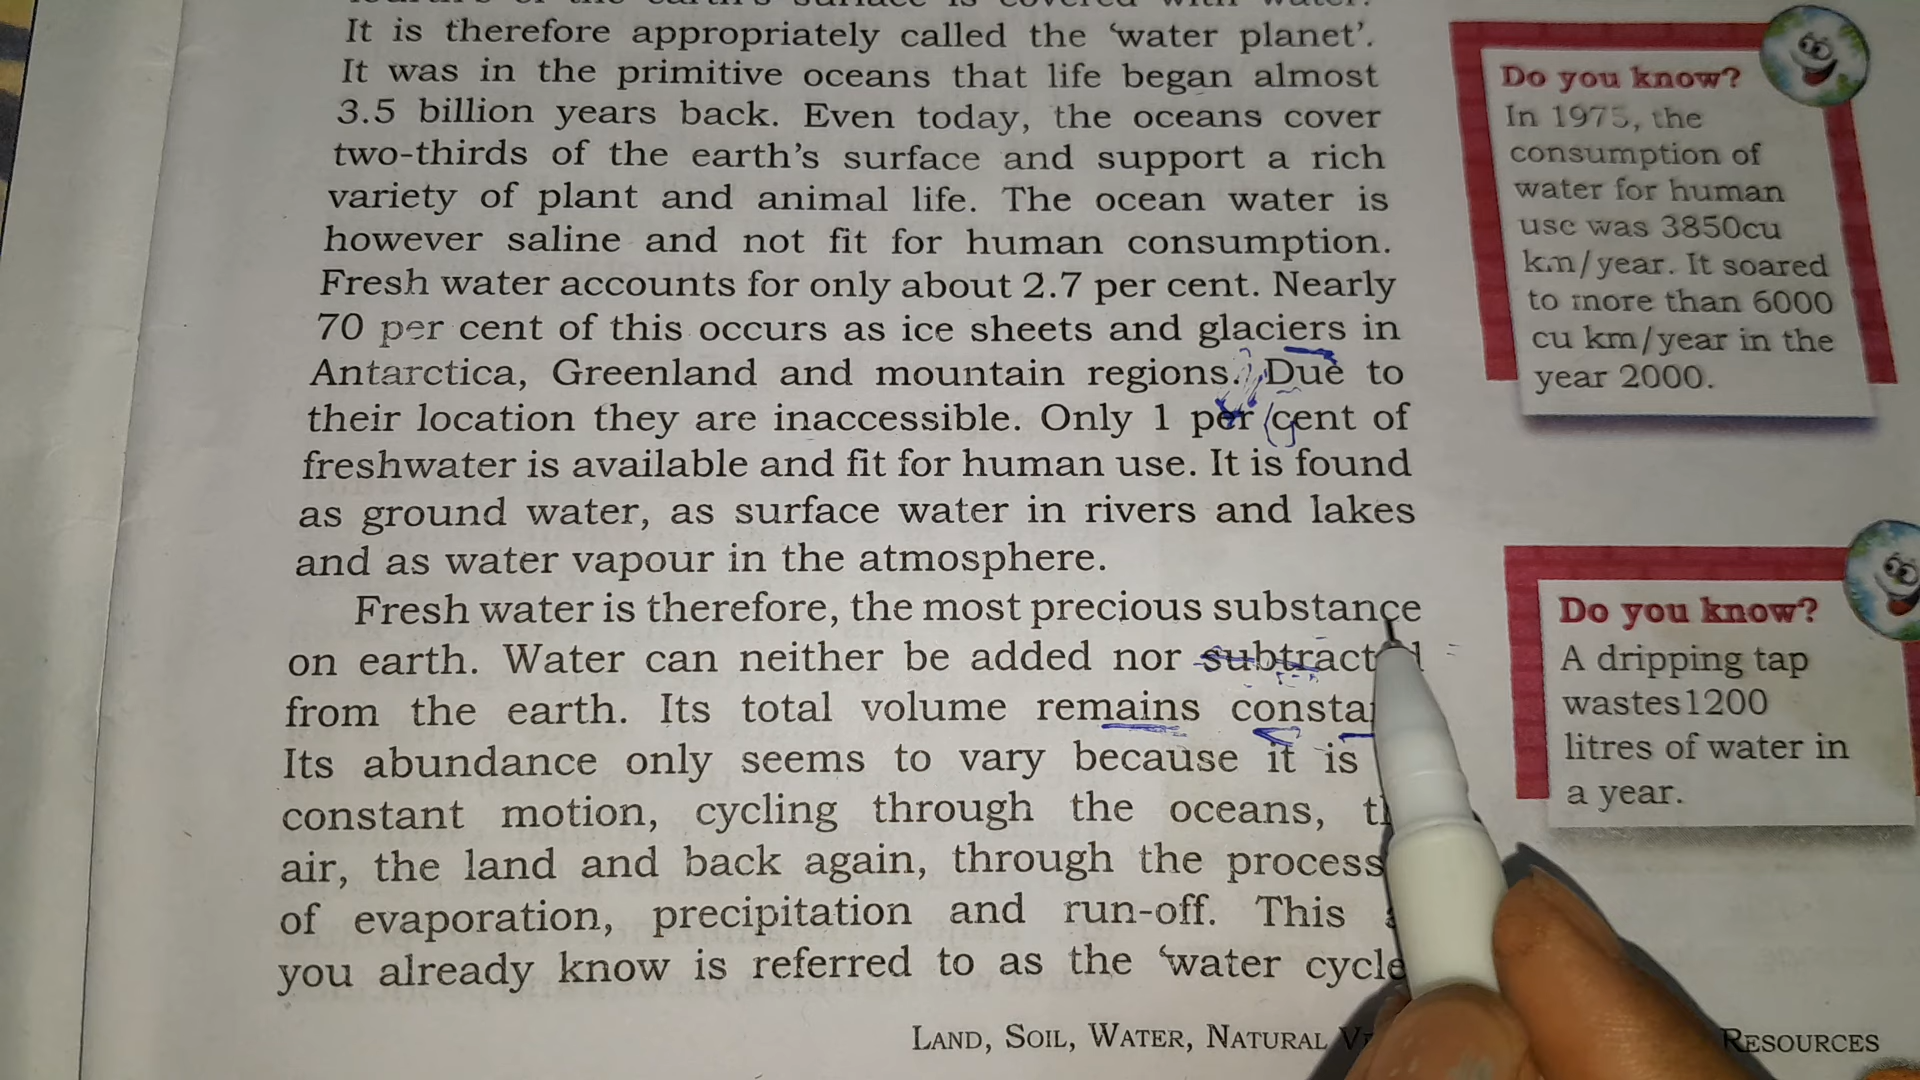 It is therefore appropriately called the ‘water planet’.
It was in the primitive oceans that life began almost
3.5 billion years back. Even today, the oceans cover
two-thirds of the earth’s surface and support a rich
variety of plant and animal life. The ocean water is
however saline and not fit for human consumption.
Fresh water accounts for only about 2.7 per cent. Nearly
70 per cent of this occurs as ice sheets and glaciers in
Antarctica, Greenland and mountain regions. Due to
their location they are inaccessible. Only 1 per cent of
freshwater is available and fit for human use. It is found
as ground water, as surface water in rivers and lakes
and as water vapour in the atmosphere.
Fresh water is therefore, the most precious substance
on earth. Water can neither be added nor
from the earth. Its total volume remains
Its abundance only seems to vary because it is
constant motion, cycling through the oceans,
air, the land and back again, through the process
of evaporation, precipitation and run-off. This
you already know is referred to as the ‘water cycle
LAND, SOIL, WATER, NATURAL RESOURCES
Do you know?
In 1975, the
consumption of
water for human
use was 3850cu
km/year. It soared
to more than 6000
cu km/year in the
year 2000.
Do you know?
A dripping tap
wastes1200
litres of water in
a year.